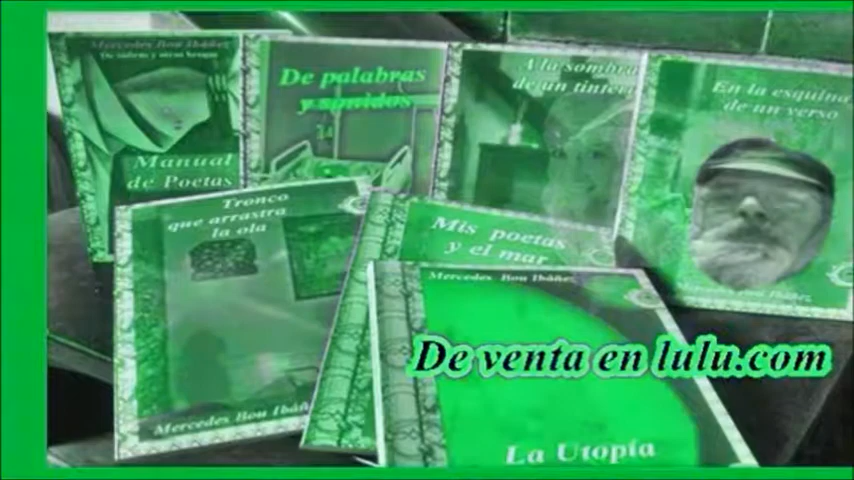 Mercedes Bou Ibáñez
Manual
de Poetas
De palabras
y sonidos
A la sombra
de un
En la esquina
de un verso
Tronco
que arrastra
la ola
Mercedes Bou
Mis poetas
y el mar
Mercedes Bou Ibáñez
De venta en lulu.com
La Utopía